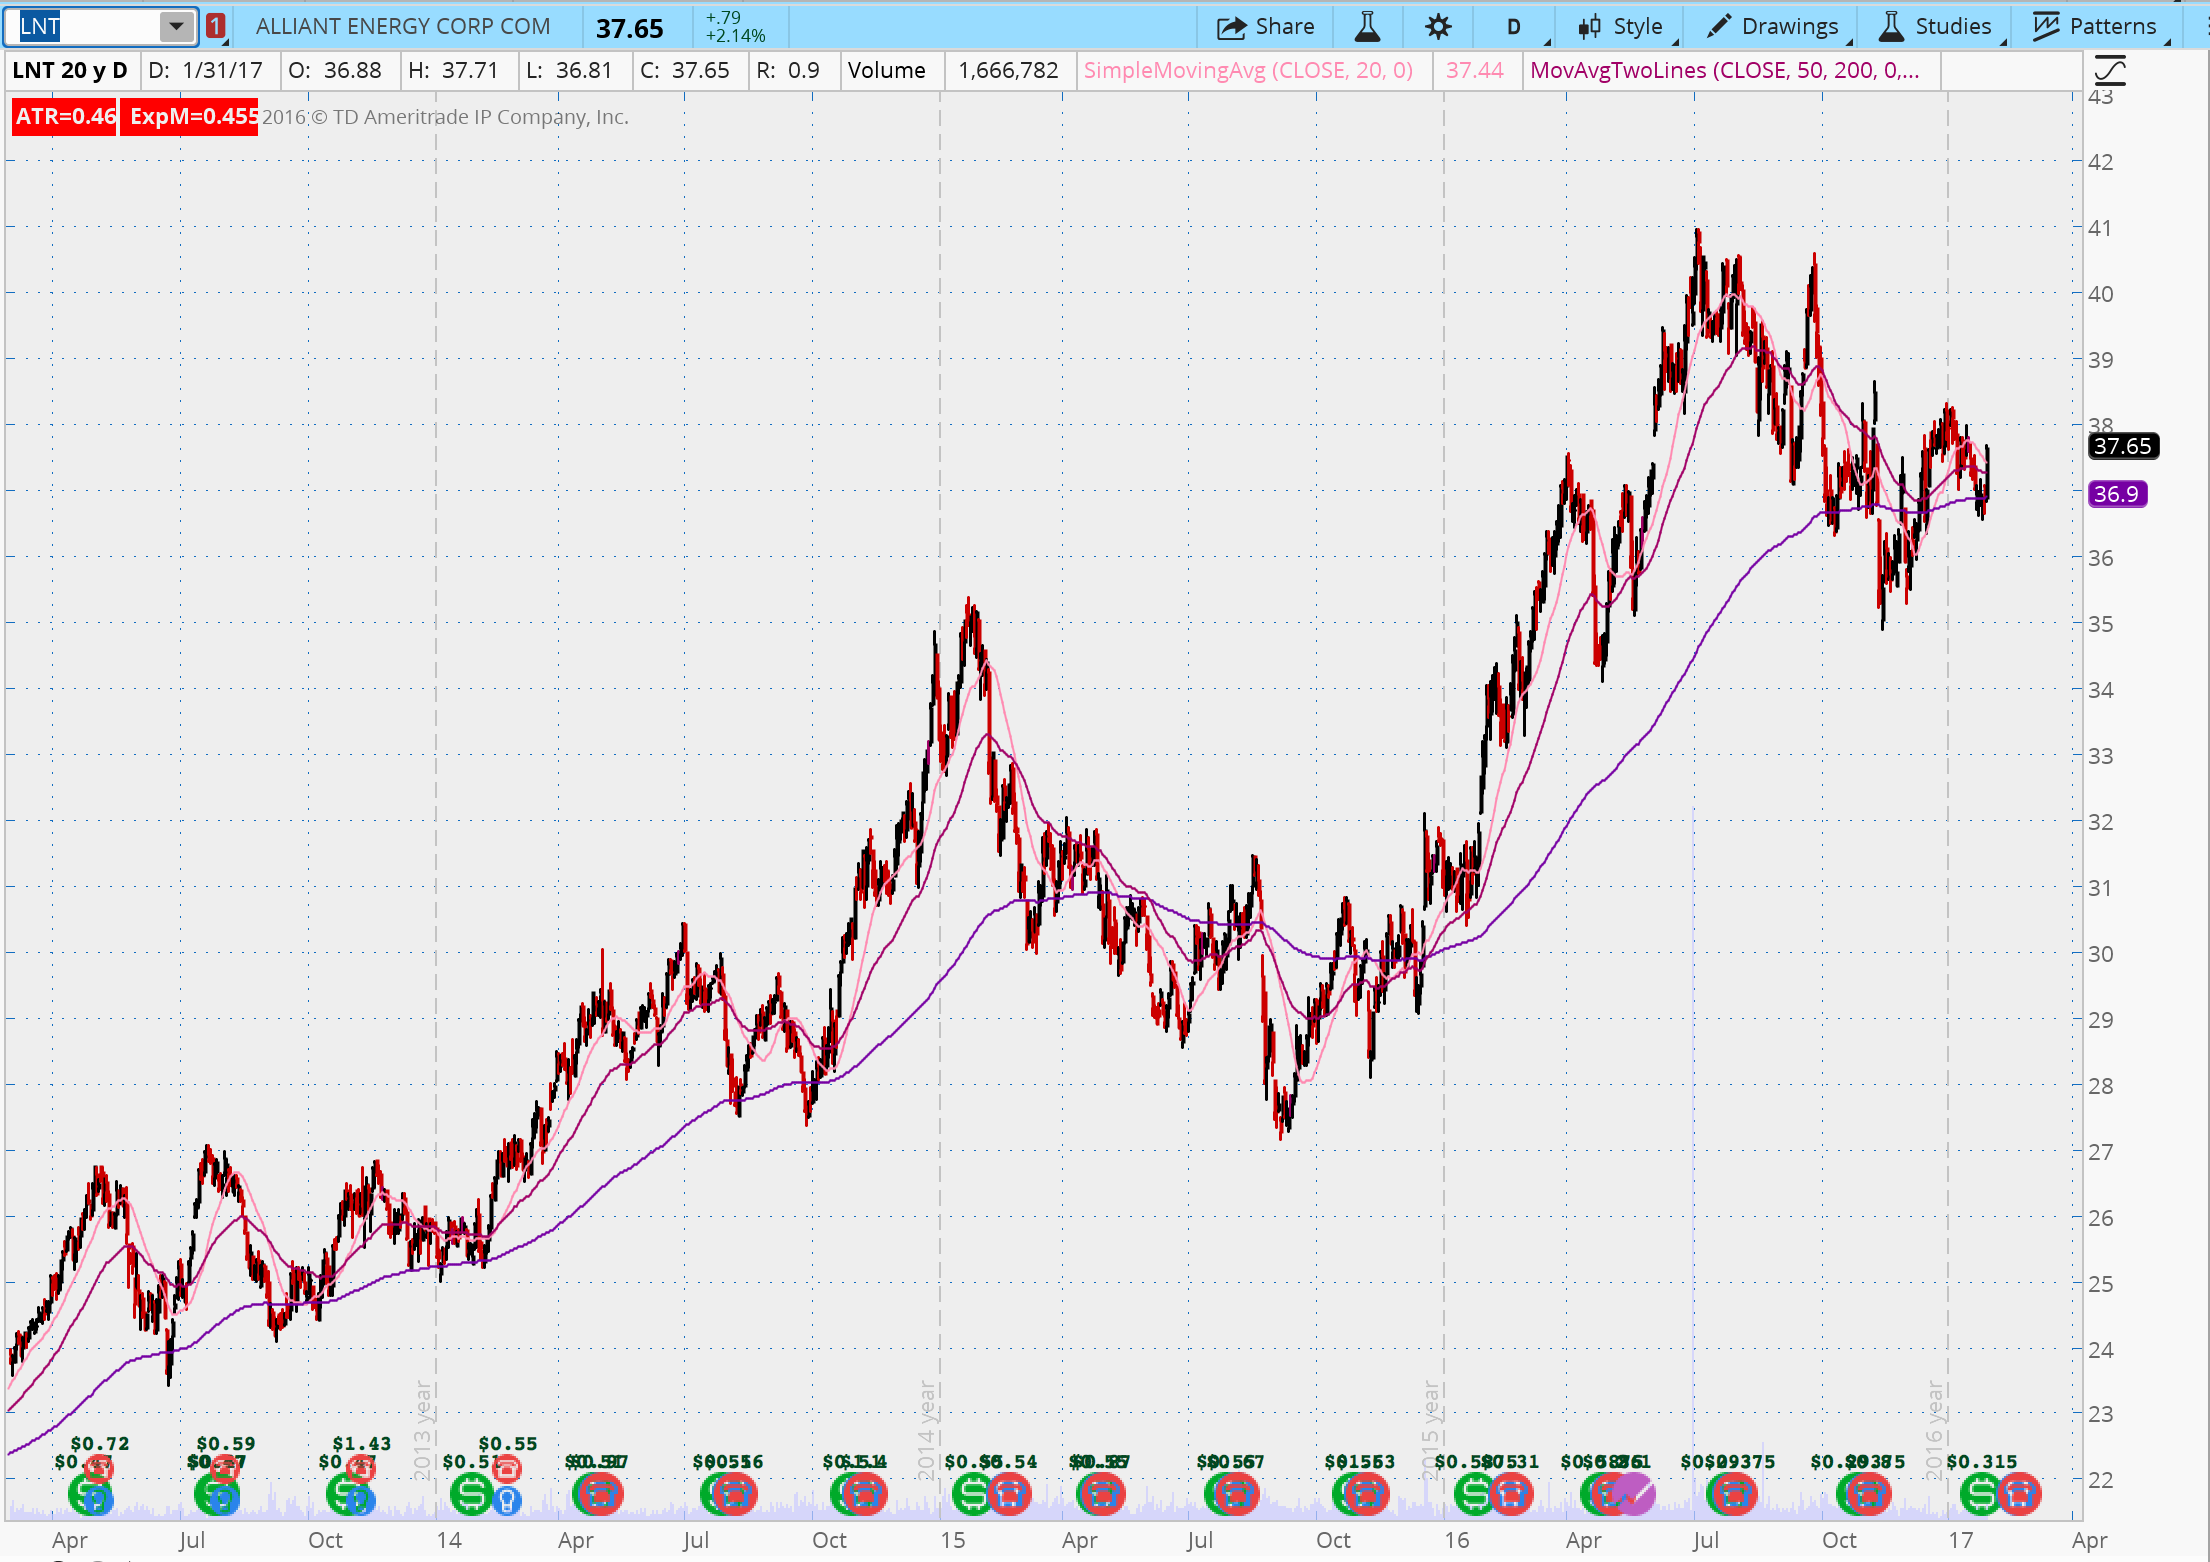 LNT 1 ALLIANT ENERGY CORP COM 37.65 +.79 +2.14% Share D Style Drawings Studies Patterns
LNT 20 y D D: 1/31/17 O: 36.88 H: 37.71 L: 36.81 C: 37.65 R: 0.9 Volume 1,666,782 SimpleMovingAvg (CLOSE, 20, 0) 37.44 MovAvgTwoLines (CLOSE, 50, 200, 0,...
ATR=0.46 ExpM=0.455 2016 © TD Ameritrade IP Company, Inc.
43
42
41
40
39
38
37.65
36.9
36
35
34
33
32
31
30
29
28
27
26
25
24
23
22
2013 year
2014 year
2015 year
2016 year
$0.72 $0.59 $1.43 $0.55
$0.54 $0.315
Apr Jul Oct 14 Apr Jul Oct 15 Apr Jul Oct 16 Apr Jul Oct 17 Apr